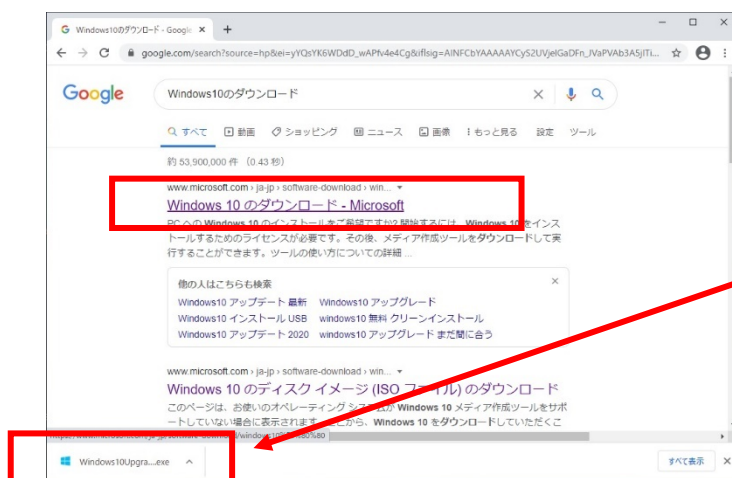 Windows10のダウンロード - Google
google.com/search?source=hp&ei=yYQsYK6WDdD_wAPfv4e4Cg&iflsig=AINFCbYAAAAAYCyS2UVjelGaDFn_JVaPVAb3A5jlTi...
Google
Windows10のダウンロード
すべて 動画 ショッピング ニュース 画像 もっと見る 設定 ツール
約 53,900,000 件 (0.43 秒)
www.microsoft.com › ja-jp › software-download › win...
Windows 10 のダウンロード - Microsoft
PC への Windows 10 のインストールをご希望ですか? 開始するには、Windows 10 をインス
トールするためのライセンスが必要です。その後、メディア作成ツールをダウンロードして実
行することができます。ツールの使い方についての詳細 ...
他の人はこちらも検索
Windows10 アップデート 最新 Windows10 アップグレード
Windows10 インストール USB windows10 無料 クリーンインストール
Windows10 アップデート 2020 windows10 アップグレード まだ間に合う
www.microsoft.com › ja-jp › software-download › win...
Windows 10 のディスク イメージ (ISO ファイル) のダウンロード
このページは、お使いのオペレーティング システムが Windows 10 メディア作成ツールをサポ
ートしていない場合に表示されます。ここから、Windows 10 をダウンロードしていただくこ
Windows10Upgra....exe
すべて表示